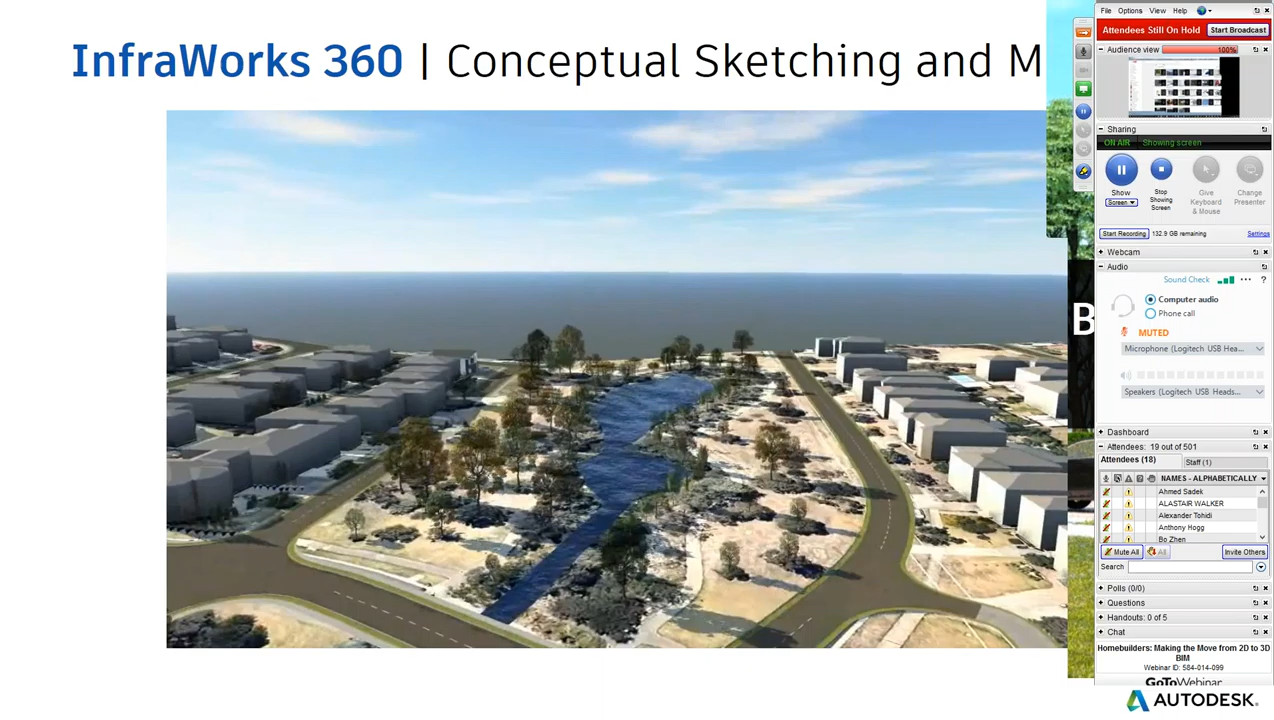 InfraWorks 360 | Conceptual Sketching and M
File Options View Help
Attendees Still On Hold
Start Broadcast
Audience view
100%
Sharing
ON AIR Showing screen
Show
Screen
Stop
Showing
Screen
Give
Keyboard
& Mouse
Change
Presenter
Start Recording
132.9 GB remaining
Settings
Webcam
Audio
Sound Check
?
Computer audio
B
Phone call
MUTED
Microphone (Logitech USB Hea...
Speakers (Logitech USB Heads...
Dashboard
Attendees: 19 out of 501
Attendees (18)
Staff (1)
NAMES - ALPHABETICALLY
Ahmed Sadek
ALASTAIR WALKER
Alexander Tohidi
Anthony Hogg
Bo Zhen
Mute All
All
Invite Others
Search
Polls (0/0)
Questions
Handouts: 0 of 5
Chat
Homebuilders: Making the Move from 2D to 3D
BIM
Webinar ID: 584-014-099
GoToWebinar
AUTODESK.